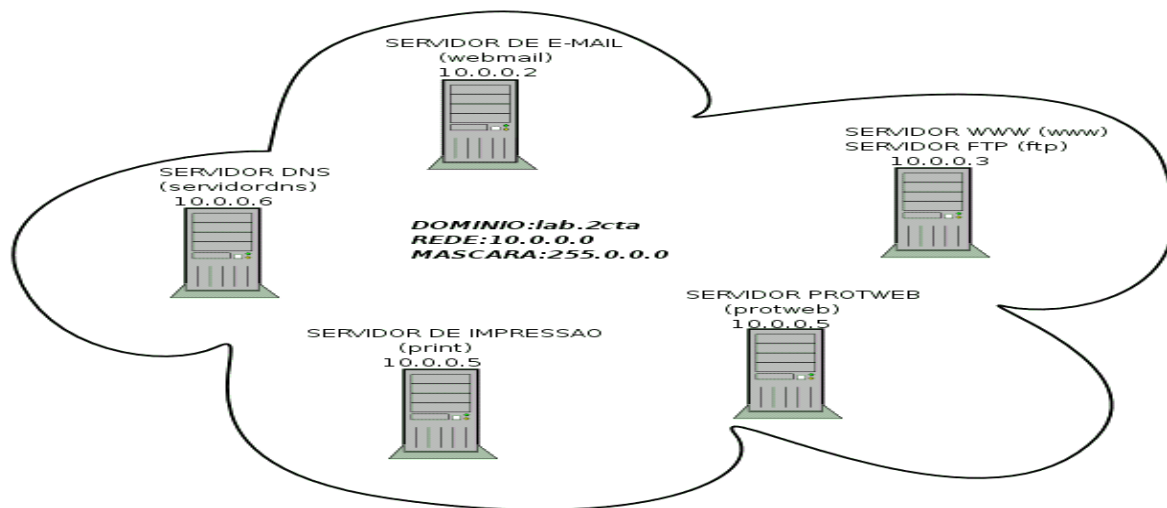 SERVIDOR DE E-MAIL
(webmail)
10.0.0.2
SERVIDOR WWW (www)
SERVIDOR FTP (ftp)
10.0.0.3
SERVIDOR DNS
(servidordns)
10.0.0.6
DOMINIO:lab.2cta
REDE:10.0.0.0
MASCARA:255.0.0.0
SERVIDOR PROTWEB
(protweb)
10.0.0.5
SERVIDOR DE IMPRESSAO
(print)
10.0.0.5